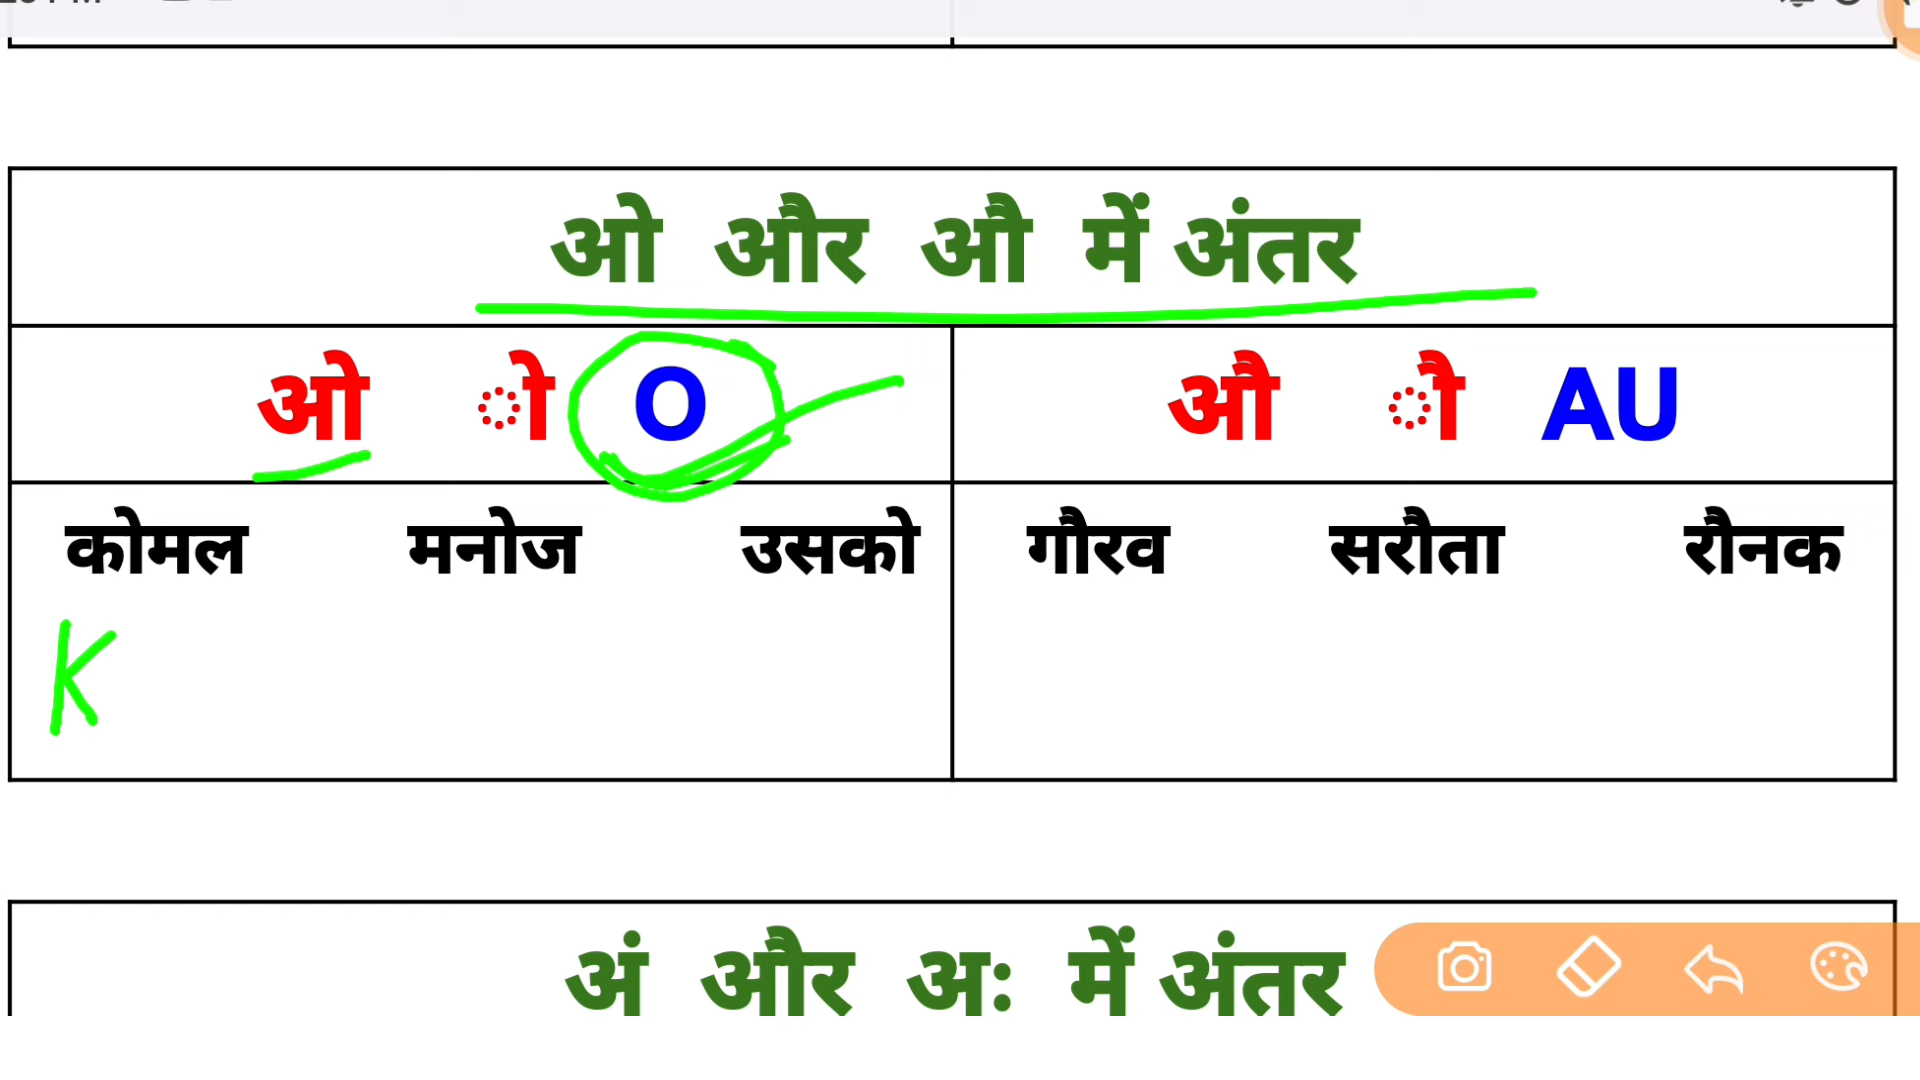 ओ और औ में अंतर
ओ ो O
औ ौ AU
कोमल मनोज उसको
गौरव सरौता रौनक
K
अं और अः में अंतर